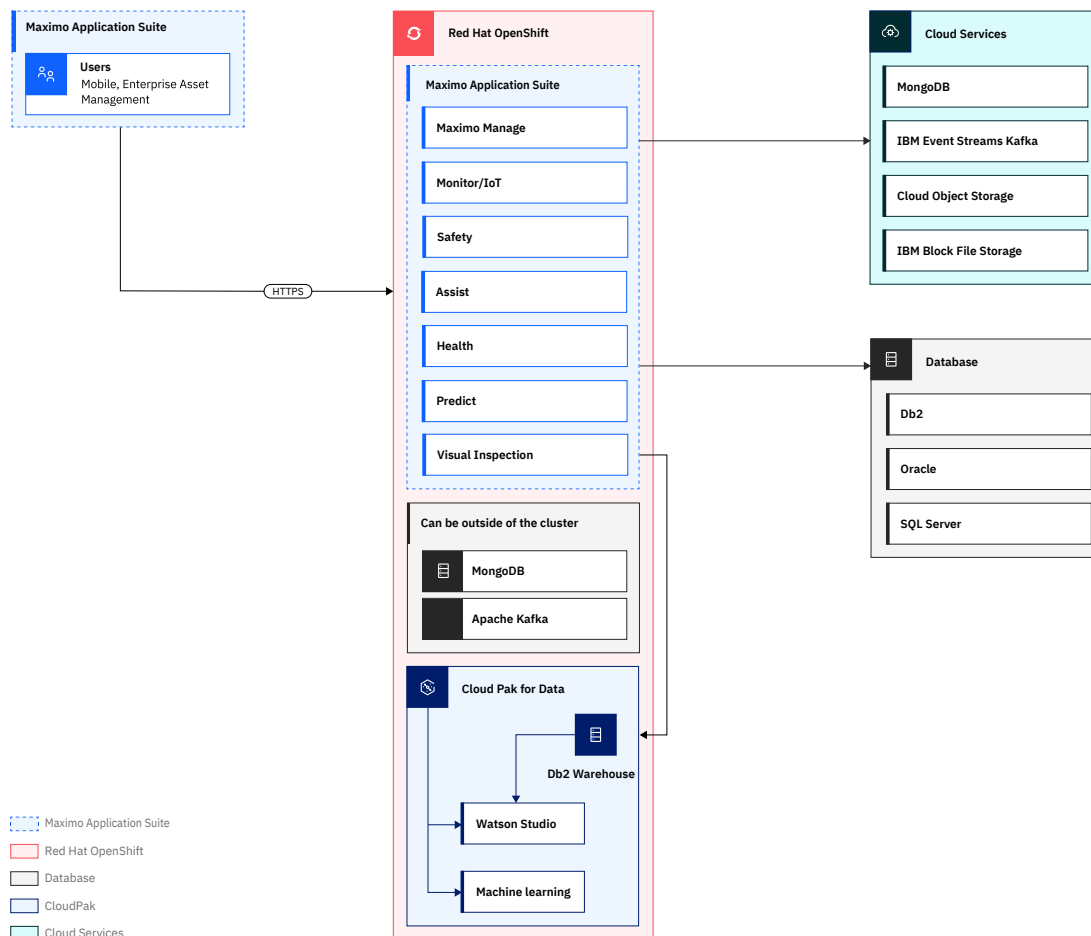 Maximo Application Suite
Users
Mobile, Enterprise Asset
Management
HTTPS
Red Hat OpenShift
Maximo Application Suite
Maximo Manage
Monitor/IoT
Safety
Assist
Health
Predict
Visual Inspection
Can be outside of the cluster
MongoDB
Apache Kafka
Cloud Pak for Data
Db2 Warehouse
Watson Studio
Machine learning
Cloud Services
MongoDB
IBM Event Streams Kafka
Cloud Object Storage
IBM Block File Storage
Database
Db2
Oracle
SQL Server
Maximo Application Suite
Red Hat OpenShift
Database
CloudPak
Cloud Services